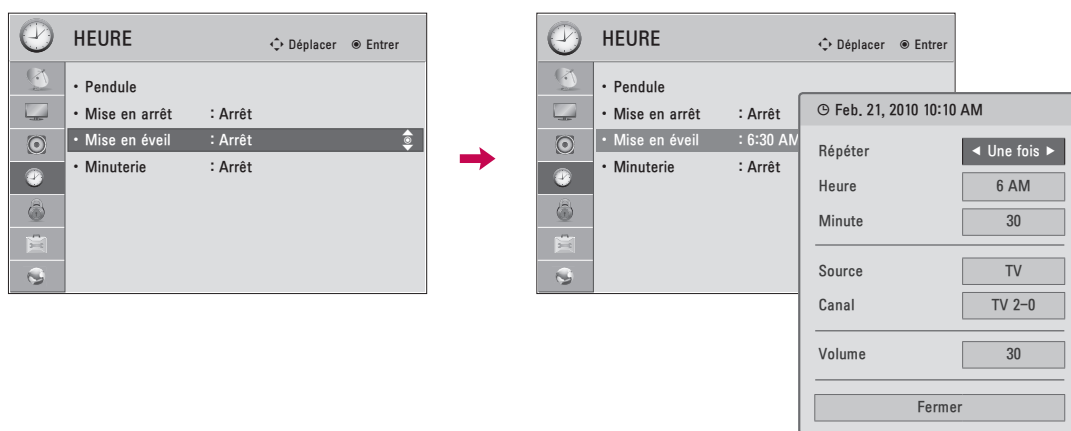 HEURE
Déplacer Entrer
• Pendule
• Mise en arrêt : Arrêt
• Mise en éveil : Arrêt
• Minuterie : Arrêt
HEURE
Déplacer Entrer
• Pendule
• Mise en arrêt : Arrêt
• Mise en éveil : 6:30 AM
• Minuterie : Arrêt
Feb. 21, 2010 10:10 AM
Répéter ◄ Une fois ►
Heure 6 AM
Minute 30
Source TV
Canal TV 2-0
Volume 30
Fermer